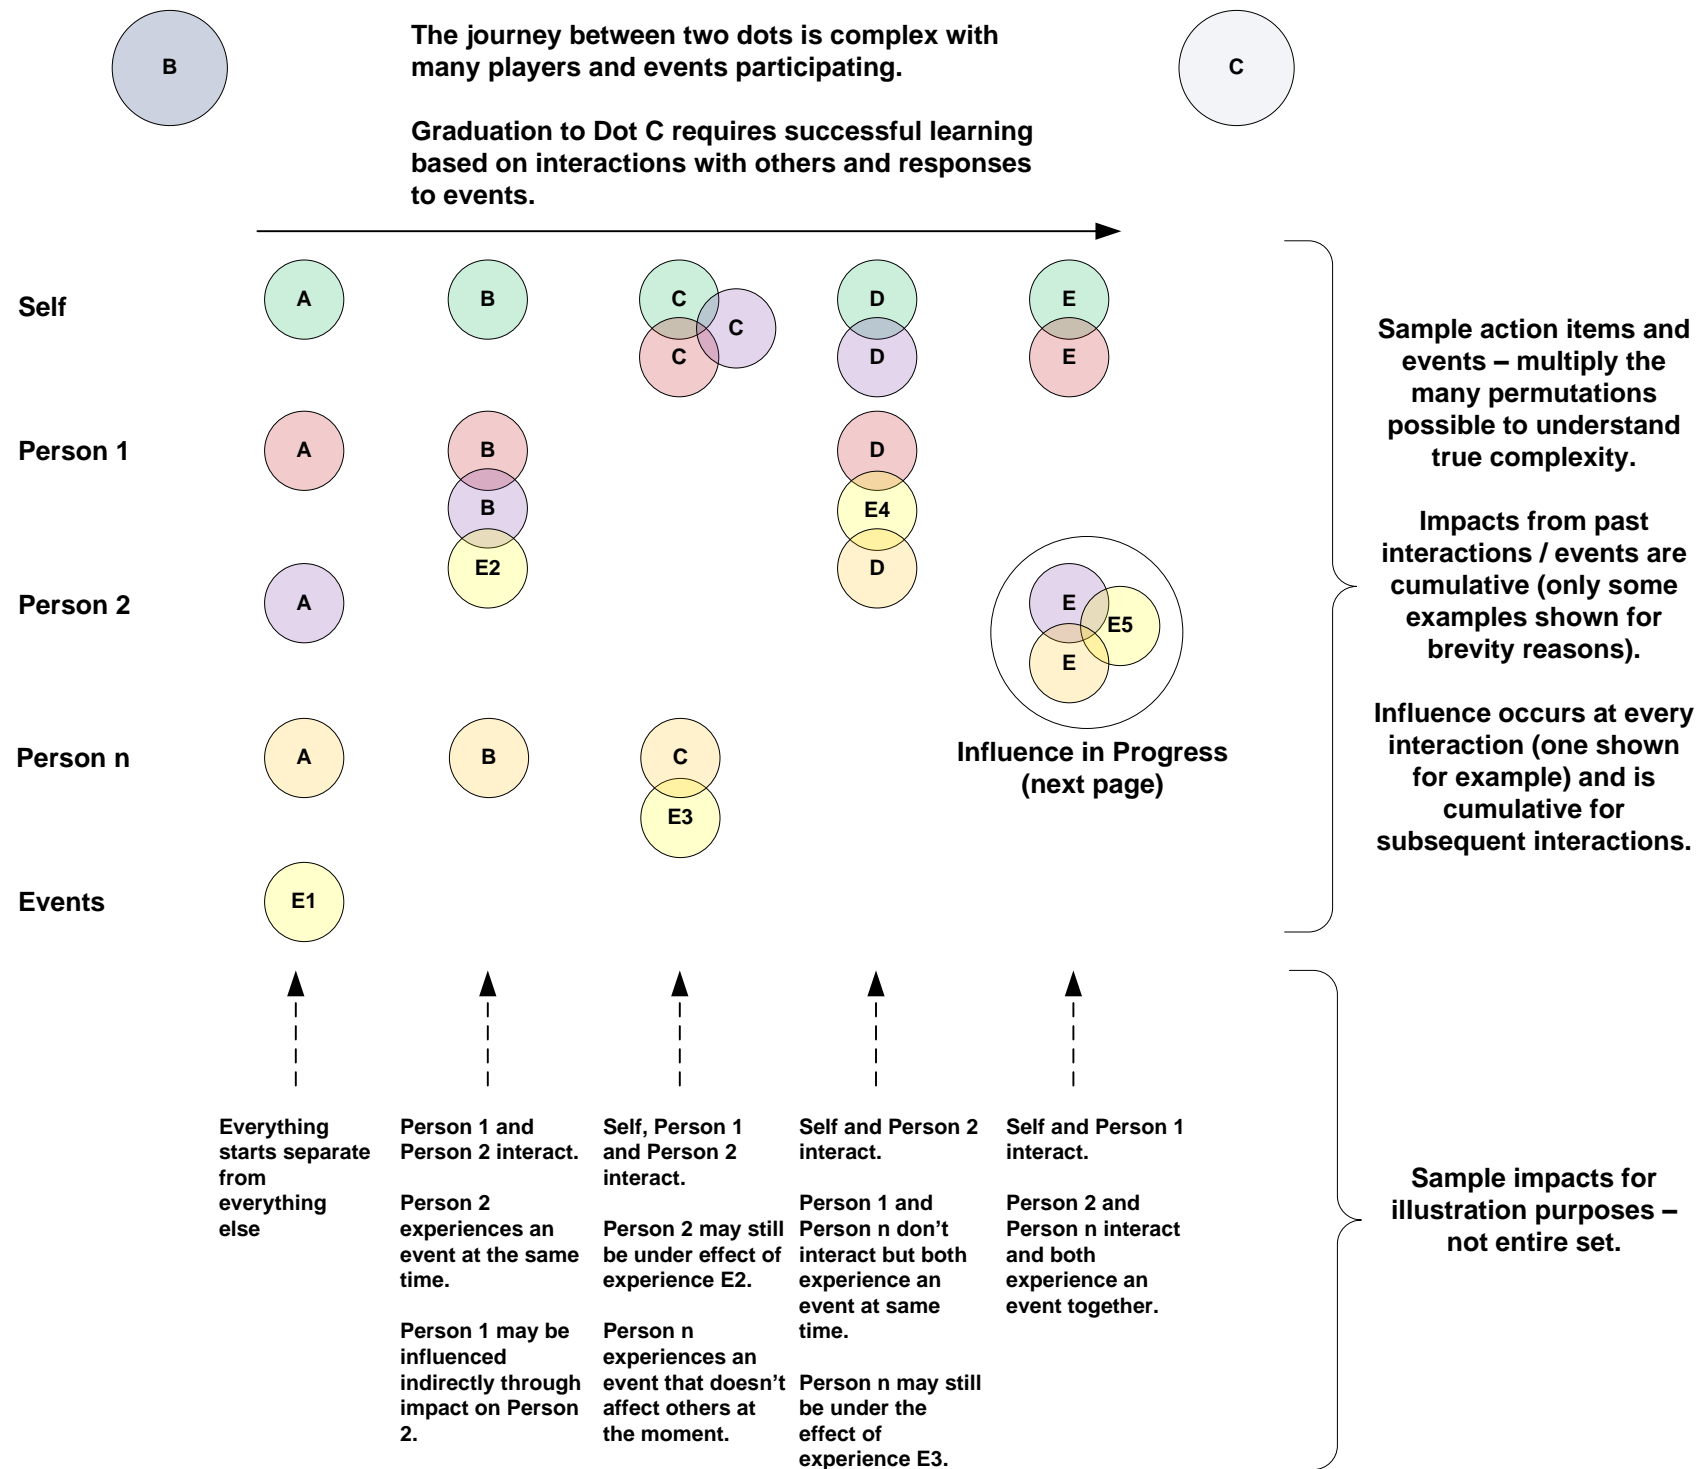 B
The journey between two dots is complex with
many players and events participating.
C
Graduation to Dot C requires successful learning
based on interactions with others and responses
to events.
Self
A
B
C
C
C
D
D
E
E
Person 1
A
B
B
E2
D
E4
D
Person 2
A
E
E5
E
Influence in Progress
(next page)
Person n
A
B
C
E3
Events
E1
Sample action items and
events – multiply the
many permutations
possible to understand
true complexity.
Impacts from past
interactions / events are
cumulative (only some
examples shown for
brevity reasons).
Influence occurs at every
interaction (one shown
for example) and is
cumulative for
subsequent interactions.
Everything
starts separate
from
everything
else
Person 1 and
Person 2 interact.
Person 2
experiences an
event at the same
time.
Person 1 may be
influenced
indirectly through
impact on Person
2.
Self, Person 1
and Person 2
interact.
Person 2 may still
be under effect of
experience E2.
Person n
experiences an
event that doesn't
affect others at
the moment.
Self and Person 2
interact.
Person 1 and
Person n don't
interact but both
experience an
event at same
time.
Person n may still
be under the
effect of
experience E3.
Self and Person 1
interact.
Person 2 and
Person n interact
and both
experience an
event together.
Sample impacts for
illustration purposes –
not entire set.